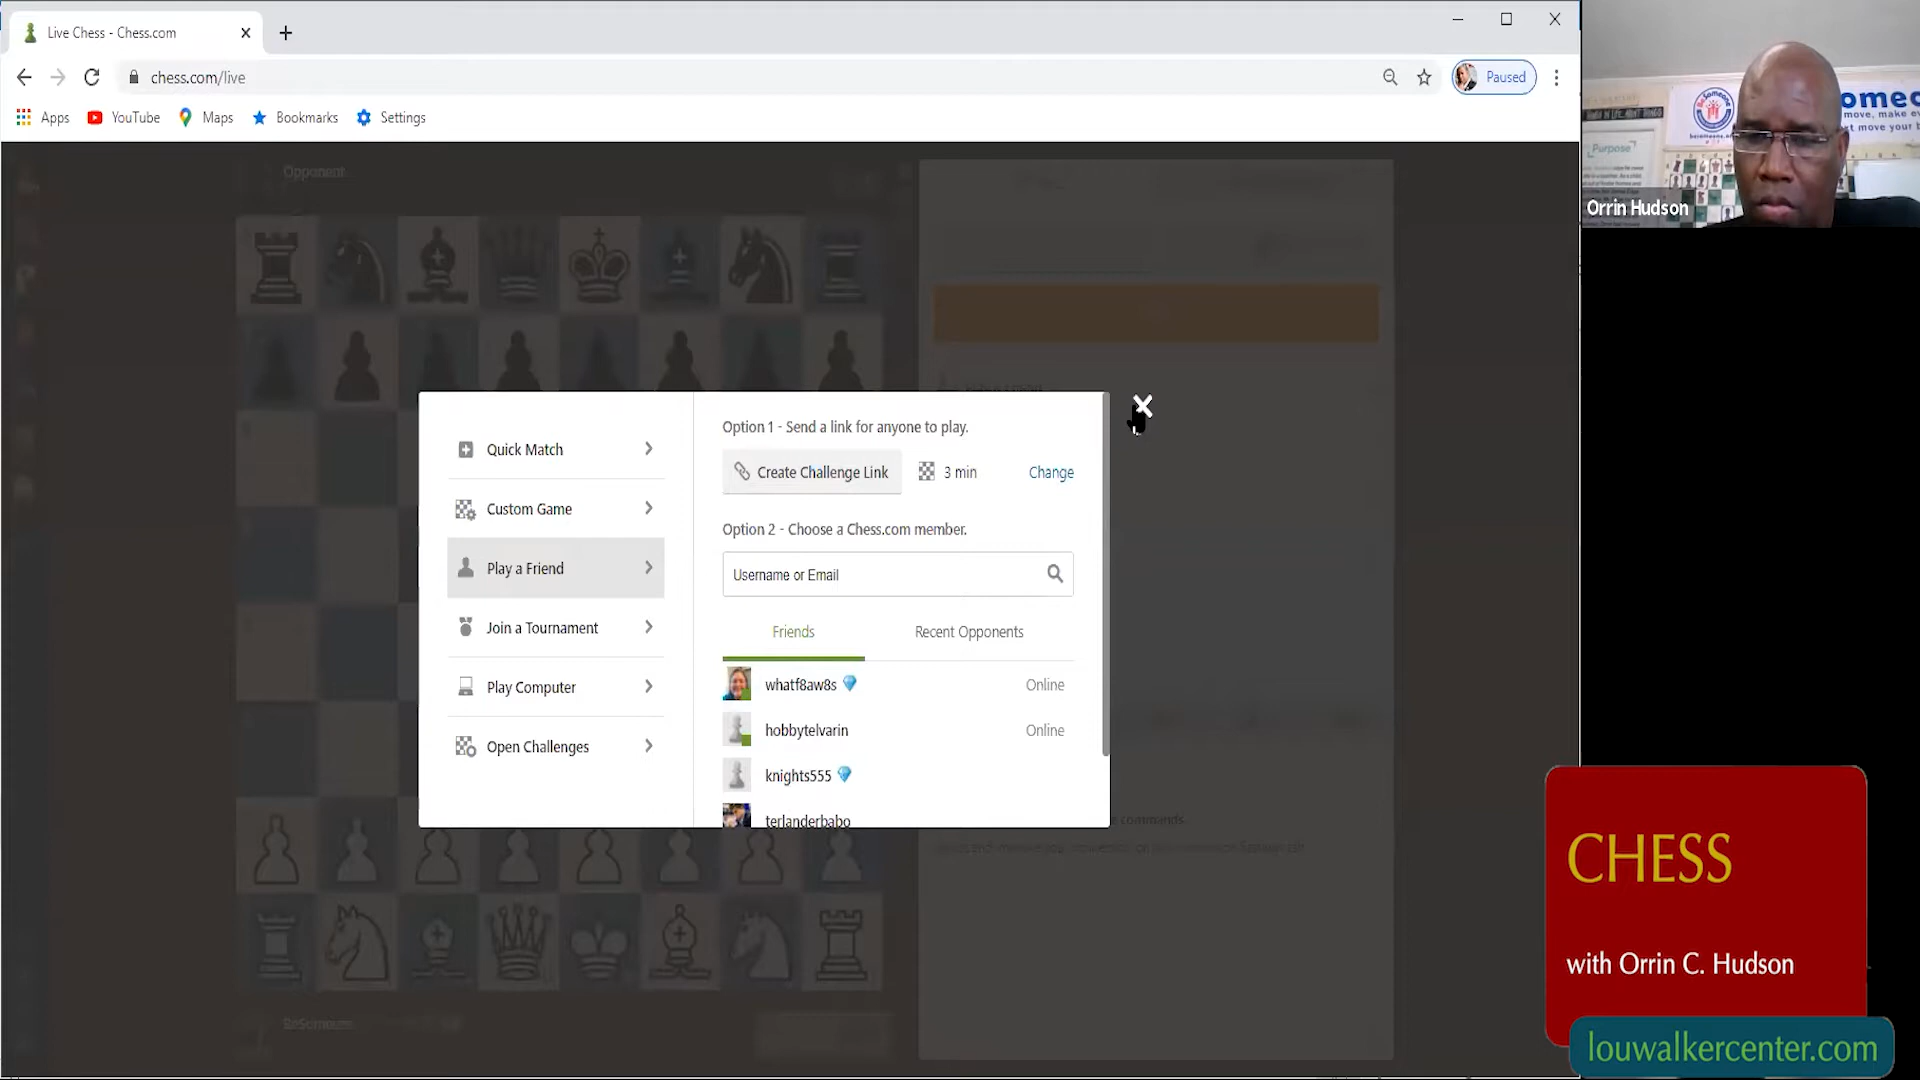 Live Chess - Chess.com
chess.com/live
Paused
Apps
YouTube
Maps
Bookmarks
Settings
Opponent
Quick Match
Custom Game
Play a Friend
Join a Tournament
Play Computer
Open Challenges
Option 1 - Send a link for anyone to play.
Create Challenge Link
3 min
Change
Option 2 - Choose a Chess.com member.
Username or Email
Friends
Recent Opponents
whatf8aw8s
Online
hobbytelvarin
Online
knights555
terlanderbabo
commands.
Purpose
Orrin Hudson
CHESS
with Orrin C. Hudson
louwalkercenter.com